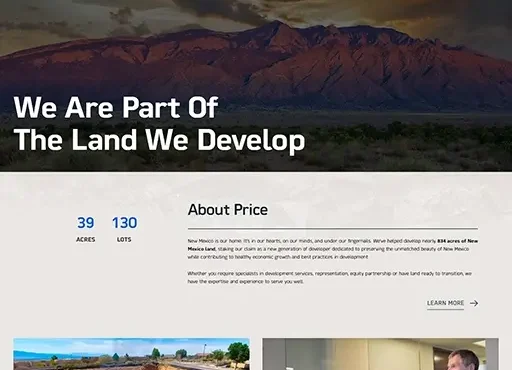 We Are Part Of
The Land We Develop
39
ACRES
130
LOTS
About Price
New Mexico is our home. It's in our hearts, on our minds, and under our fingernails. We've helped develop nearly 834 acres of New
Mexico land, staking our claim as a new generation of developer dedicated to preserving the unmatched beauty of New Mexico
while contributing to healthy economic growth and best practices in development.
Whether you require specialists in development services, representation, equity partnership or have land ready to transition, we
have the expertise and experience to serve you well.
LEARN MORE